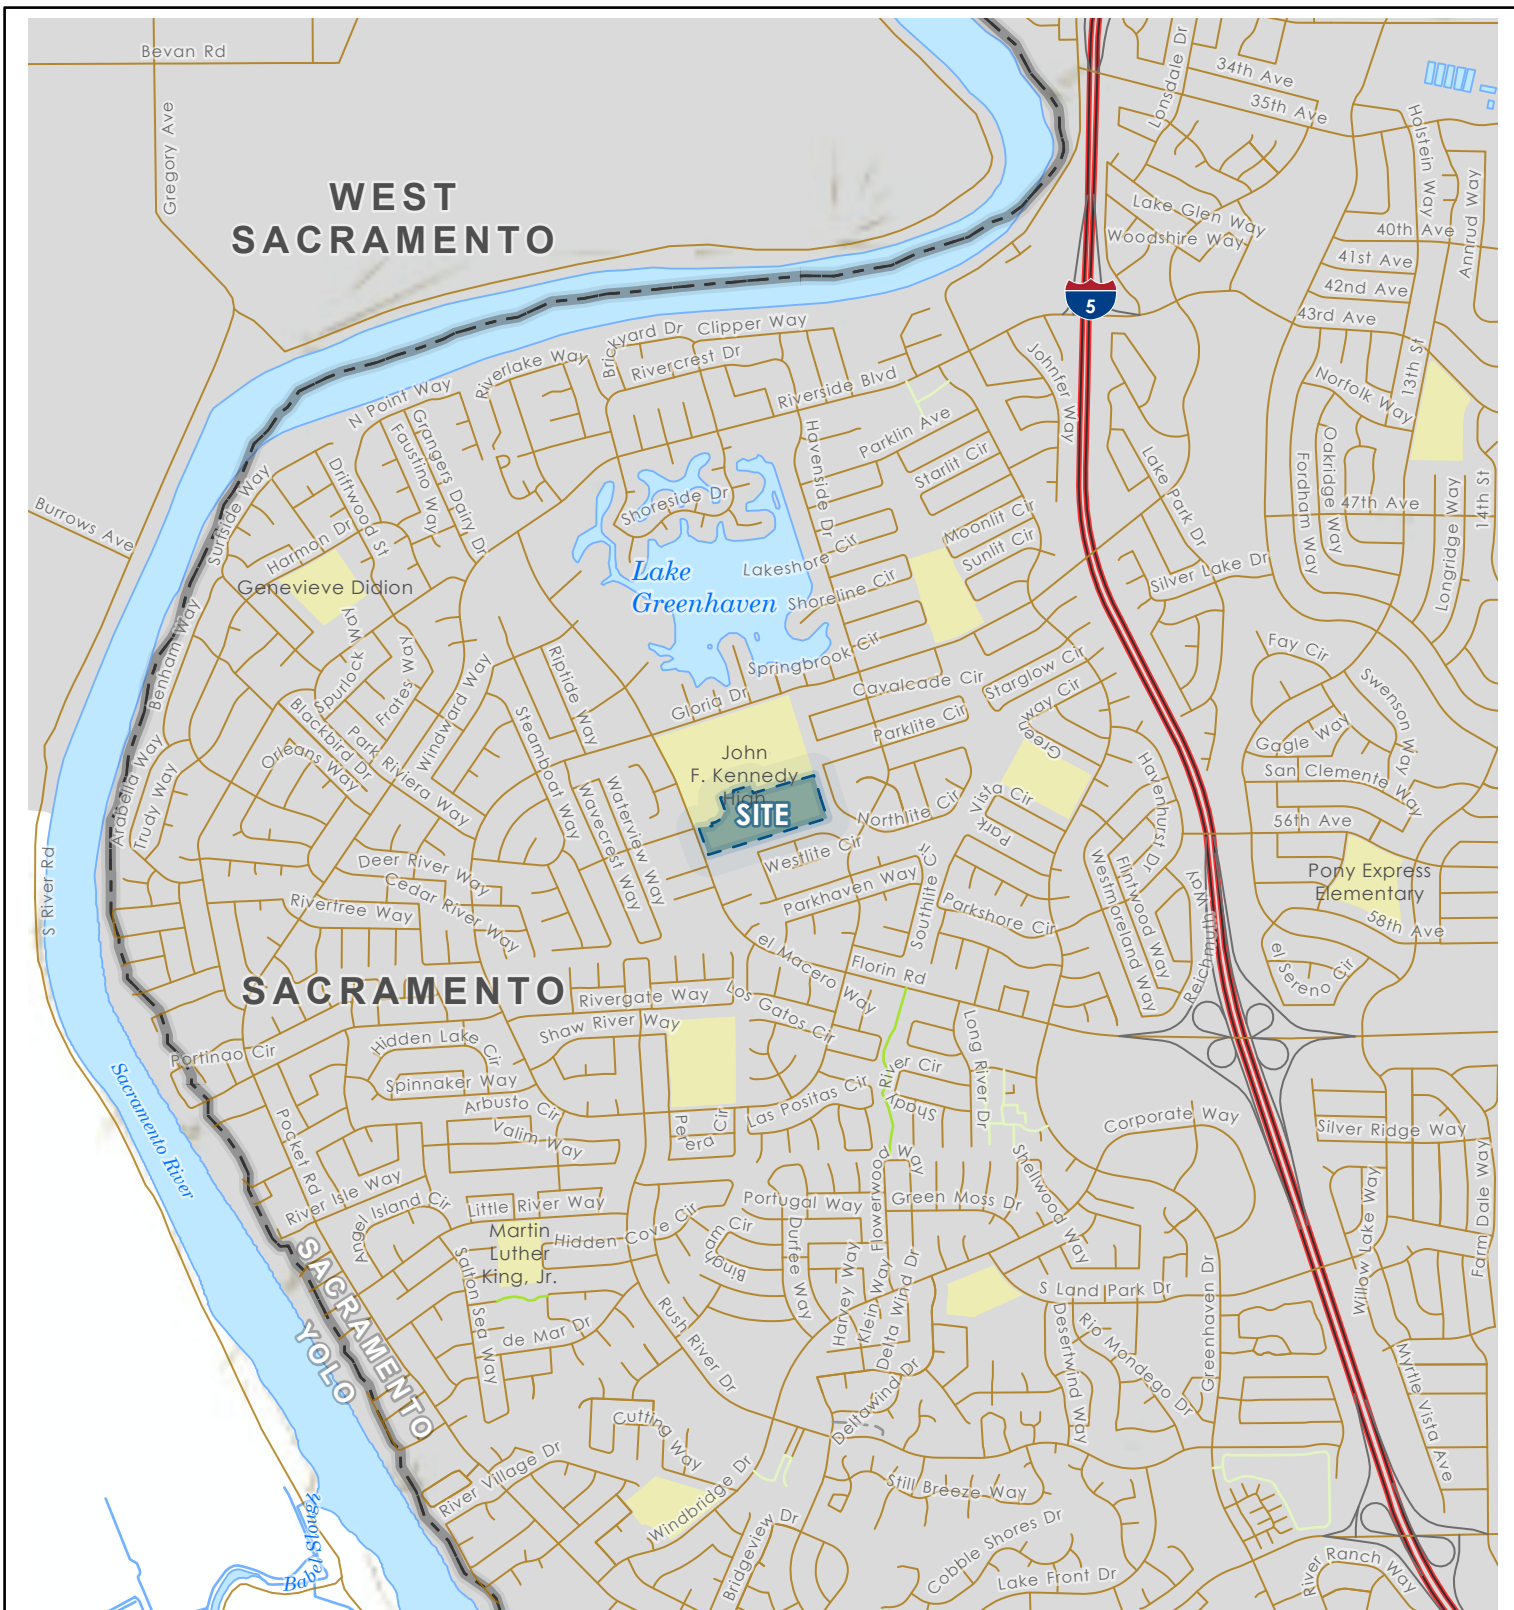 Bevan Rd
Gregory Ave
WEST
SACRAMENTO
Lonsdale Dr
34th Ave
35th Ave
Holstein Way
Annrud Way
Lake Glen Way
Woodshire Way
40th Ave
41st Ave
42nd Ave
43rd Ave
5
13th St
Norfolk Way
Brickyard Dr
Clipper Way
Rivercrest Dr
Riverlake Way
N Point Way
Riverside Blvd
Johnfer Way
Grangers Dairy Dr
Faustino Way
Driftwood St
Havenside Dr
Parklin Ave
Starlit Cir
Lake Park Dr
Oakridge Way
Fordham Way
47th Ave
14th St
Longridge Way
Burrows Ave
Surfside Way
Harmon Dr
Genevieve Didion
Shoreside Dr
Lake
Greenhaven
Lakeshore Cir
Shoreline Cir
Moonlit Cir
Sunlit Cir
Silver Lake Dr
Benham Way
Spurlock Way
Frates Way
Windward Way
Riptide Way
Springbrook Cir
Gloria Dr
Cavalcade Cir
Starglow Cir
Greenway Cir
Parklite Cir
Fay Cir
Swenson Way
Gagle Way
San Clemente Way
Blackbird Dr
Orleans Way
Park Riviera Way
Steamboat Way
Wavecrest Way
Waterview Way
Arabella Way
Trudy Way
John
F. Kennedy
High
SITE
Northlite Cir
Westlite Cir
Park Vista Cir
Havenhurst Dr
56th Ave
Pony Express
Elementary
58th Ave
Deer River Way
Cedar River Way
Rivertree Way
Parkhaven Way
Southlite Cir
Parkshore Cir
Flintwood Way
Westmoreland Way
Reichmuth Way
el Sereno Cir
S River Rd
SACRAMENTO
el Macero Way
Florin Rd
Rivergate Way
Los Gatos Cir
Shaw River Way
Hidden Lake Cir
Portinao Cir
Spinnaker Way
Arbusto Cir
Valim Way
Perera Cir
Las Positas Cir
River Cir
Shady
Long River Dr
Corporate Way
Silver Ridge Way
Sacramento River
Pocket Rd
River Isle Way
Angel Island Cir
Little River Way
Martin
Luther
King, Jr.
Hidden Cove Cir
Bingham Cir
Portugal Way
Durfee Way
Flowerwood Way
Green Moss Dr
Shellwood Way
Willow Lake Way
Farm Dale Way
SACRAMENTO
YOLO
Salton Sea Way
de Mar Dr
Rush River Dr
Harvey Way
Klein Way
Delta Wind Dr
Deltawind Dr
S Land Park Dr
Desertwind Way
Rio Mondego Dr
Greenhaven Dr
Myrtle Vista Ave
Cutting Way
River Village Dr
Windbridge Dr
Bridgeview Dr
Still Breeze Way
Cobble Shores Dr
Lake Front Dr
River Ranch Way
Babel Slough